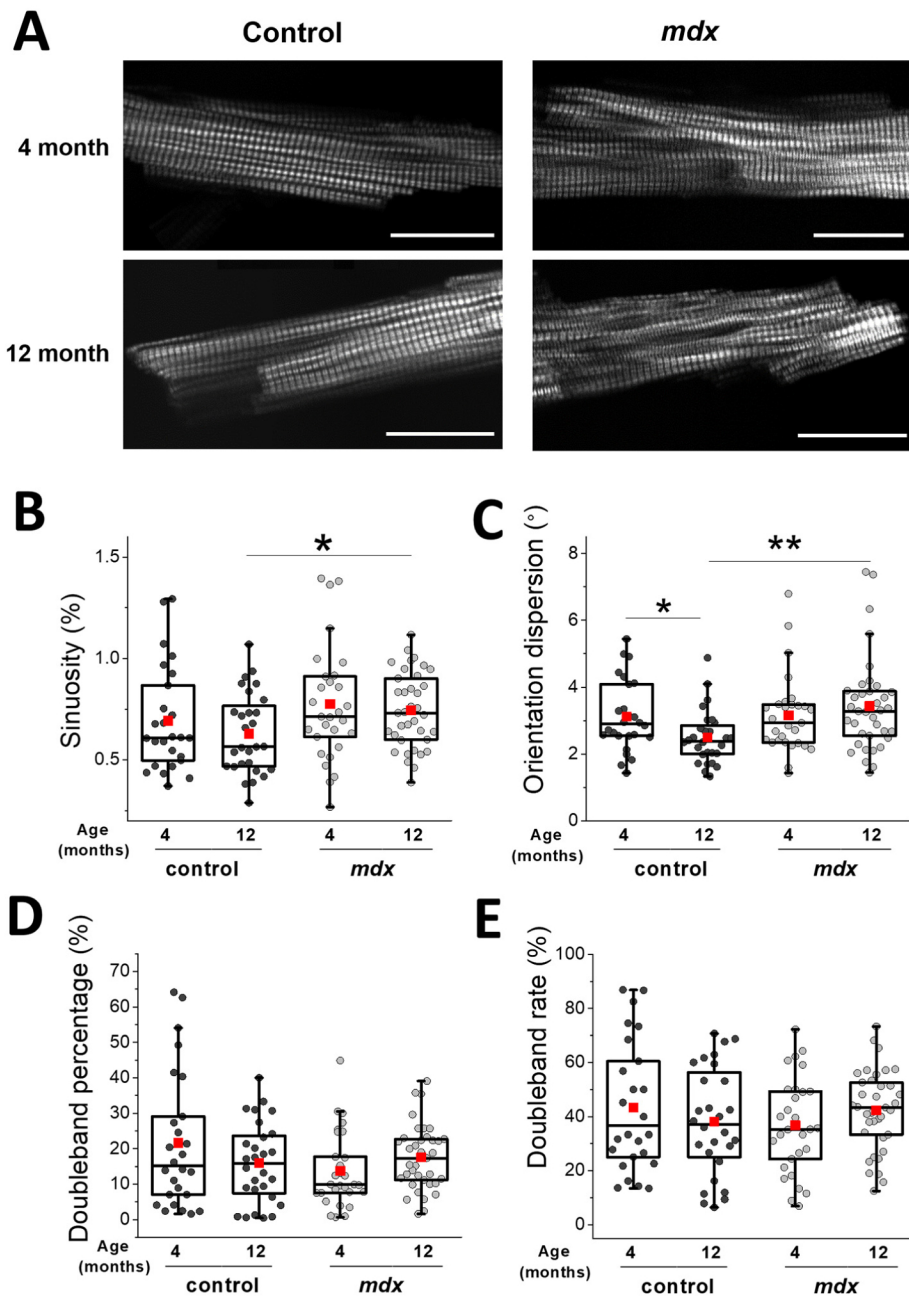 A
Control
mdx
4 month
12 month
B
Sinuosity (%)
1.5
1.0
0.5
*
Age
(months)
4
12
4
12
control
mdx
C
Orientation dispersion (°)
8
6
4
2
0
*
**
Age
(months)
4
12
4
12
control
mdx
D
Doubleband percentage (%)
70
60
50
40
30
20
10
0
Age
(months)
4
12
4
12
control
mdx
E
Doubleband rate (%)
100
80
60
40
20
0
Age
(months)
4
12
4
12
control
mdx